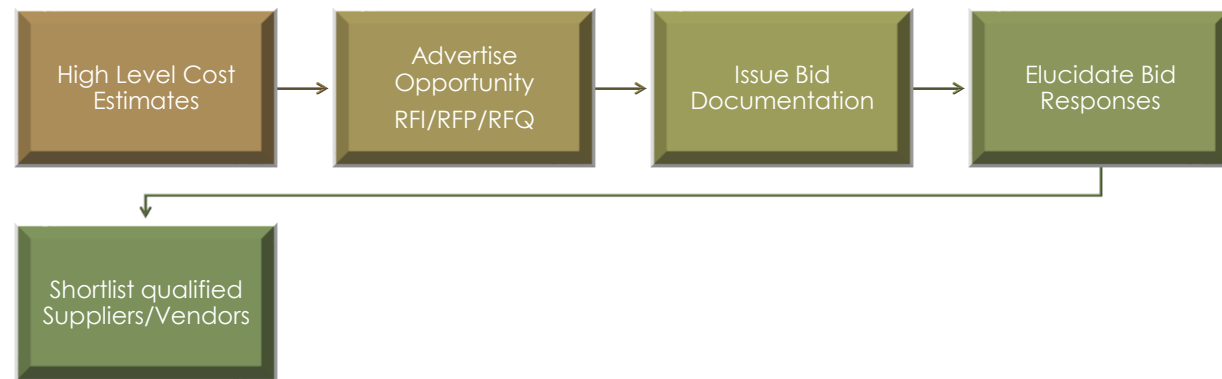 High Level Cost
Estimates
Advertise
Opportunity
RFI/RFP/RFQ
Issue Bid
Documentation
Elucidate Bid
Responses
Shortlist qualified
Suppliers/Vendors